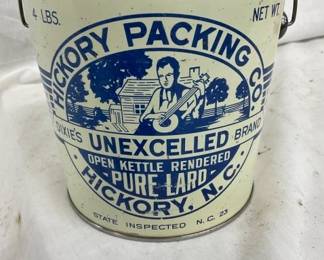 4 LBS.
NET WT.
HICKORY PACKING CO.
DIXIE'S UNEXCELLED BRAND
OPEN KETTLE RENDERED
PURE LARD
HICKORY, N.C.
STATE INSPECTED N.C. 23